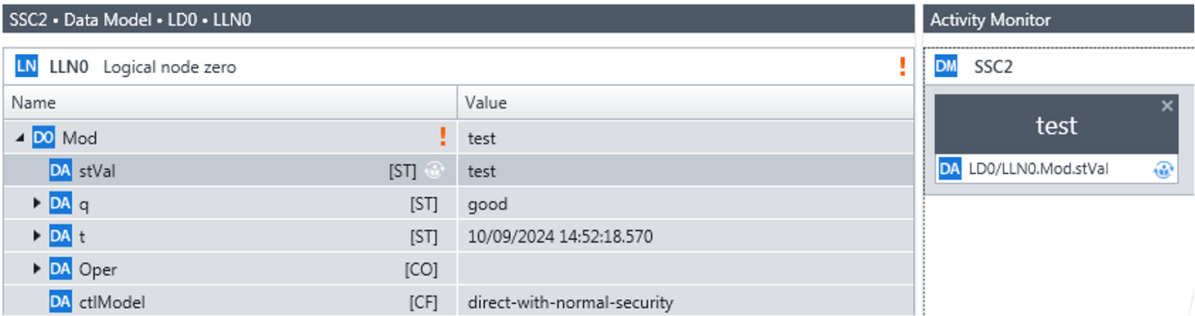 SSC2 • Data Model • LD0 • LLN0
LN LLN0 Logical node zero !
Name Value
DO Mod ! test
DA stVal [ST] test
DA q [ST] good
DA t [ST] 10/09/2024 14:52:18.570
DA Oper [CO]
DA ctlModel [CF] direct-with-normal-security
Activity Monitor
DM SSC2
test
DA LD0/LLN0.Mod.stVal